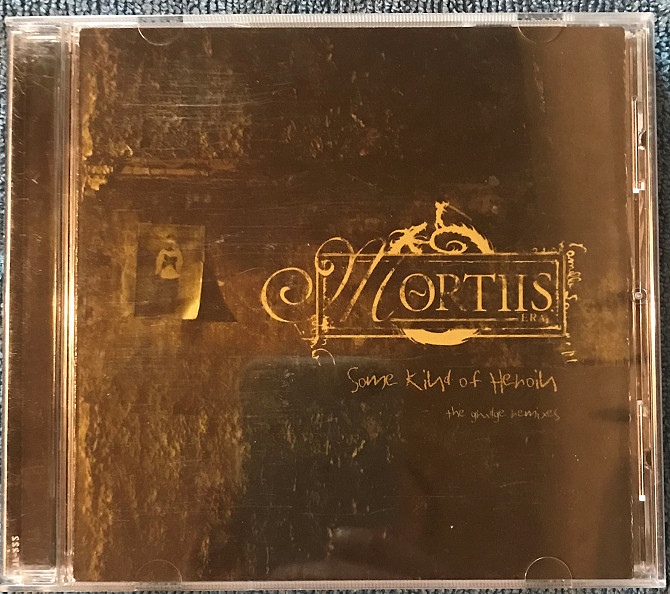 MORTIIS
ERA
Some Kind of Heroin
the grudge remixes